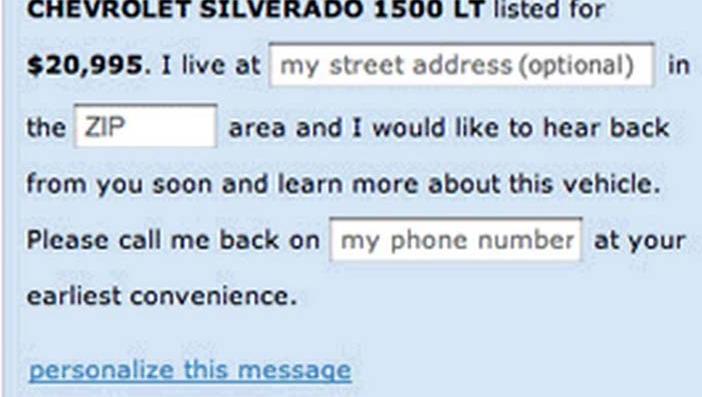 CHEVROLET SILVERADO 1500 LT listed for
$20,995. I live at my street address (optional) in
the ZIP area and I would like to hear back
from you soon and learn more about this vehicle.
Please call me back on my phone number at your
earliest convenience.
personalize this message